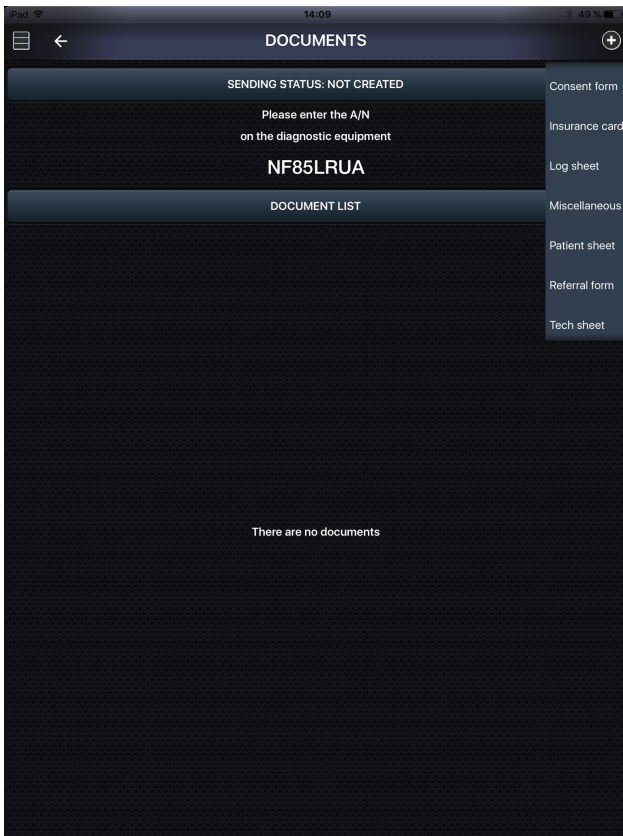 iPad 14:09 49 %
DOCUMENTS
SENDING STATUS: NOT CREATED
Please enter the A/N
on the diagnostic equipment
NF85LRUA
DOCUMENT LIST
Consent form
Insurance card
Log sheet
Miscellaneous
Patient sheet
Referral form
Tech sheet
There are no documents